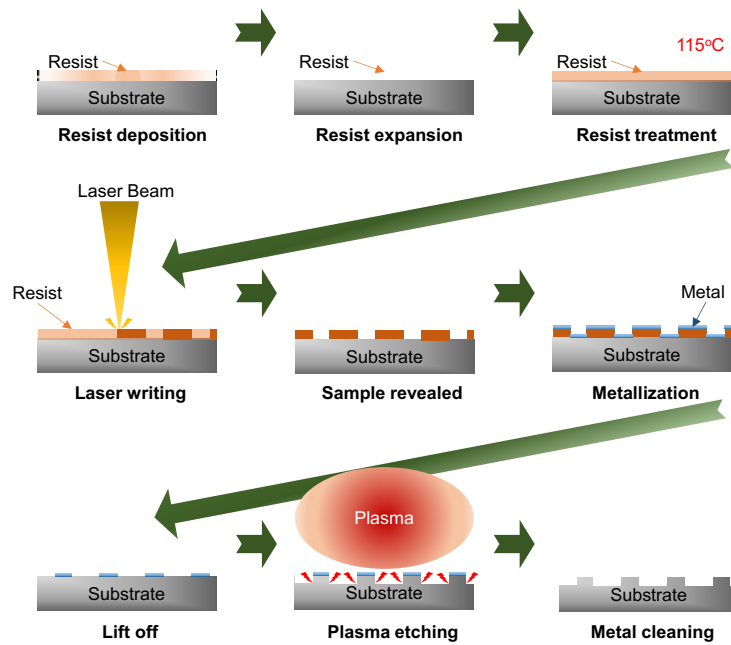 Resist
Substrate
Resist deposition
Resist
Substrate
Resist expansion
115°C
Resist
Substrate
Resist treatment
Laser Beam
Resist
Substrate
Laser writing
Substrate
Sample revealed
Metal
Substrate
Metallization
Substrate
Lift off
Plasma
Substrate
Plasma etching
Substrate
Metal cleaning